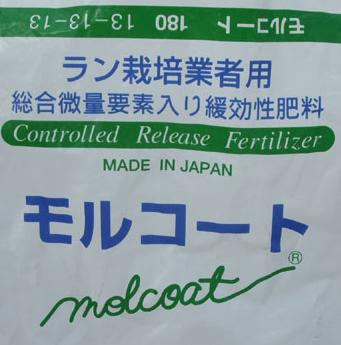 モルコート 180 13-13-13
ラン栽培業者用
総合微量要素入り緩効性肥料
Controlled Release Fertilizer
MADE IN JAPAN
モルコート
®
molcoat